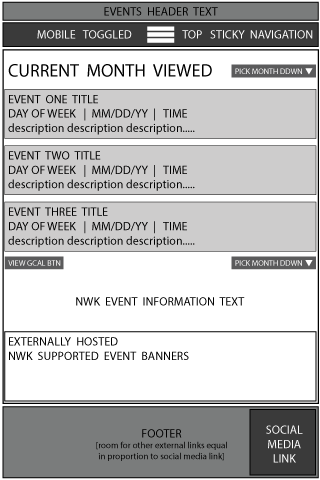 EVENTS HEADER TEXT
MOBILE TOGGLED TOP STICKY NAVIGATION
CURRENT MONTH VIEWED PICK MONTH DDWN
EVENT ONE TITLE
DAY OF WEEK | MM/DD/YY | TIME
description description description.....
EVENT TWO TITLE
DAY OF WEEK | MM/DD/YY | TIME
description description description.....
EVENT THREE TITLE
DAY OF WEEK | MM/DD/YY | TIME
description description description.....
VIEW GCAL BTN PICK MONTH DDWN
NWK EVENT INFORMATION TEXT
EXTERNALLY HOSTED
NWK SUPPORTED EVENT BANNERS
FOOTER
[room for other external links equal
in proportion to social media link]
SOCIAL
MEDIA
LINK